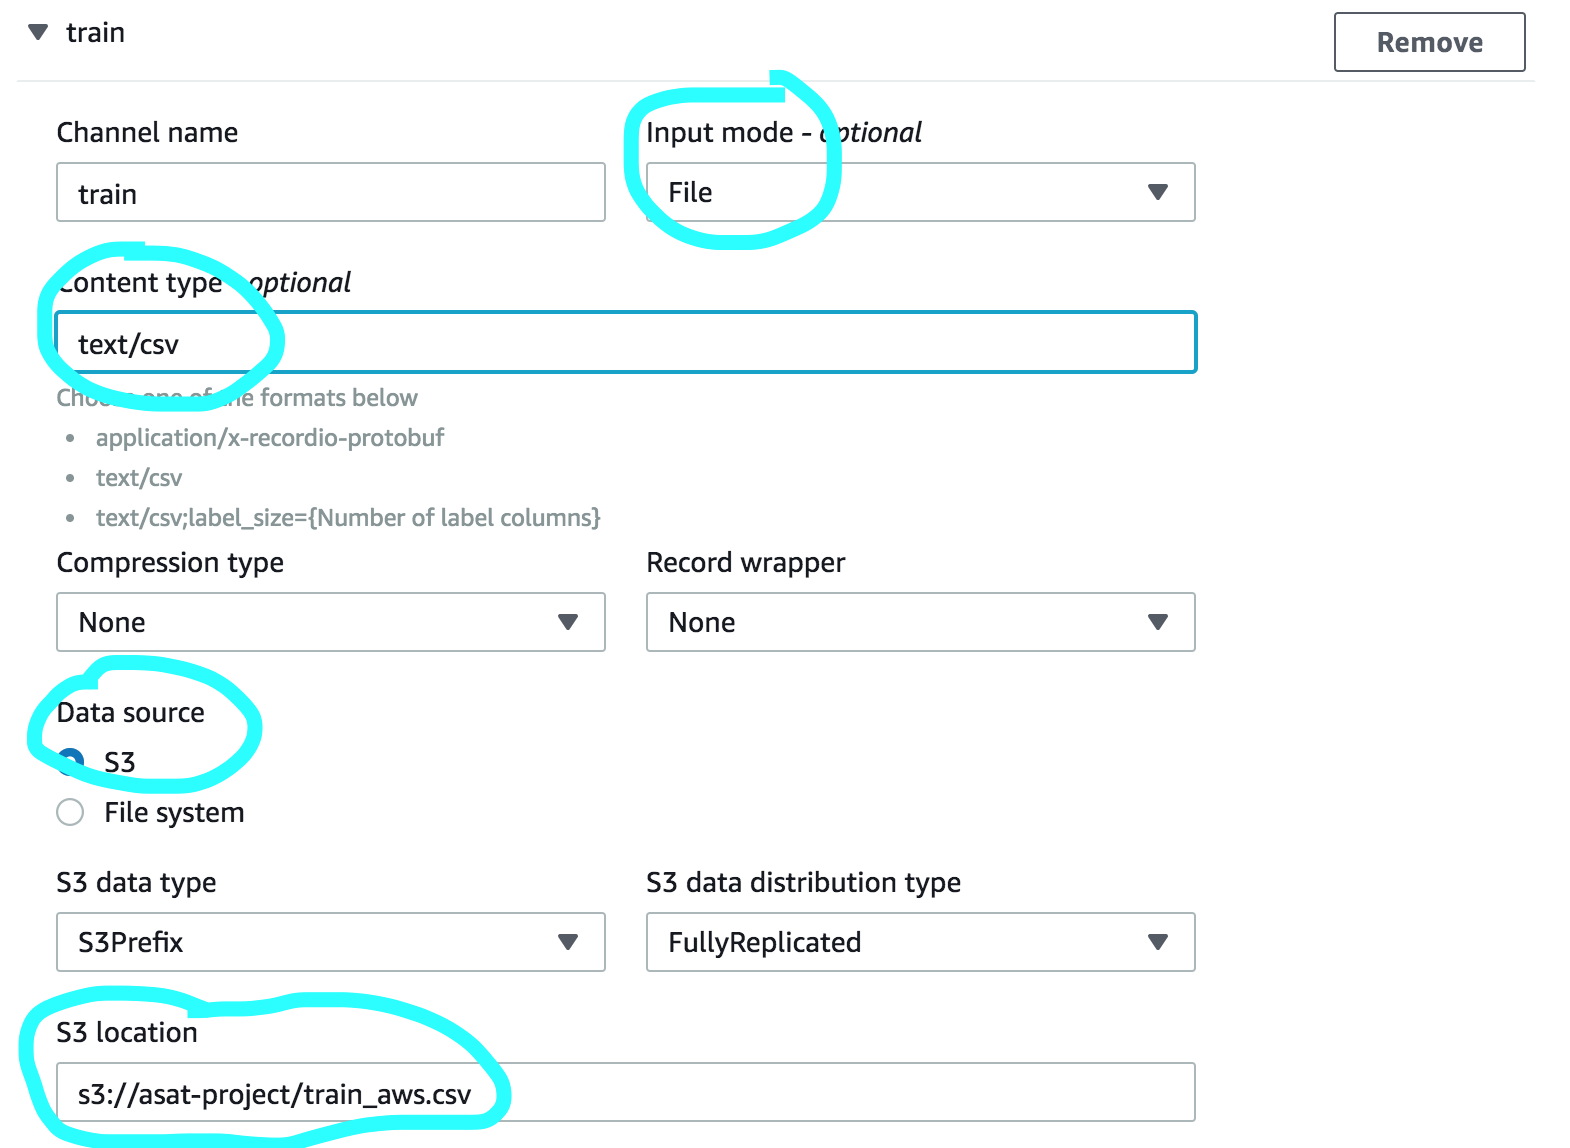 train
Remove
Channel name
Input mode - optional
train
File
Content type - optional
text/csv
Choose one of the formats below
• application/x-recordio-protobuf
• text/csv
• text/csv;label_size={Number of label columns}
Compression type
Record wrapper
None
None
Data source
S3
File system
S3 data type
S3 data distribution type
S3Prefix
FullyReplicated
S3 location
s3://asat-project/train_aws.csv